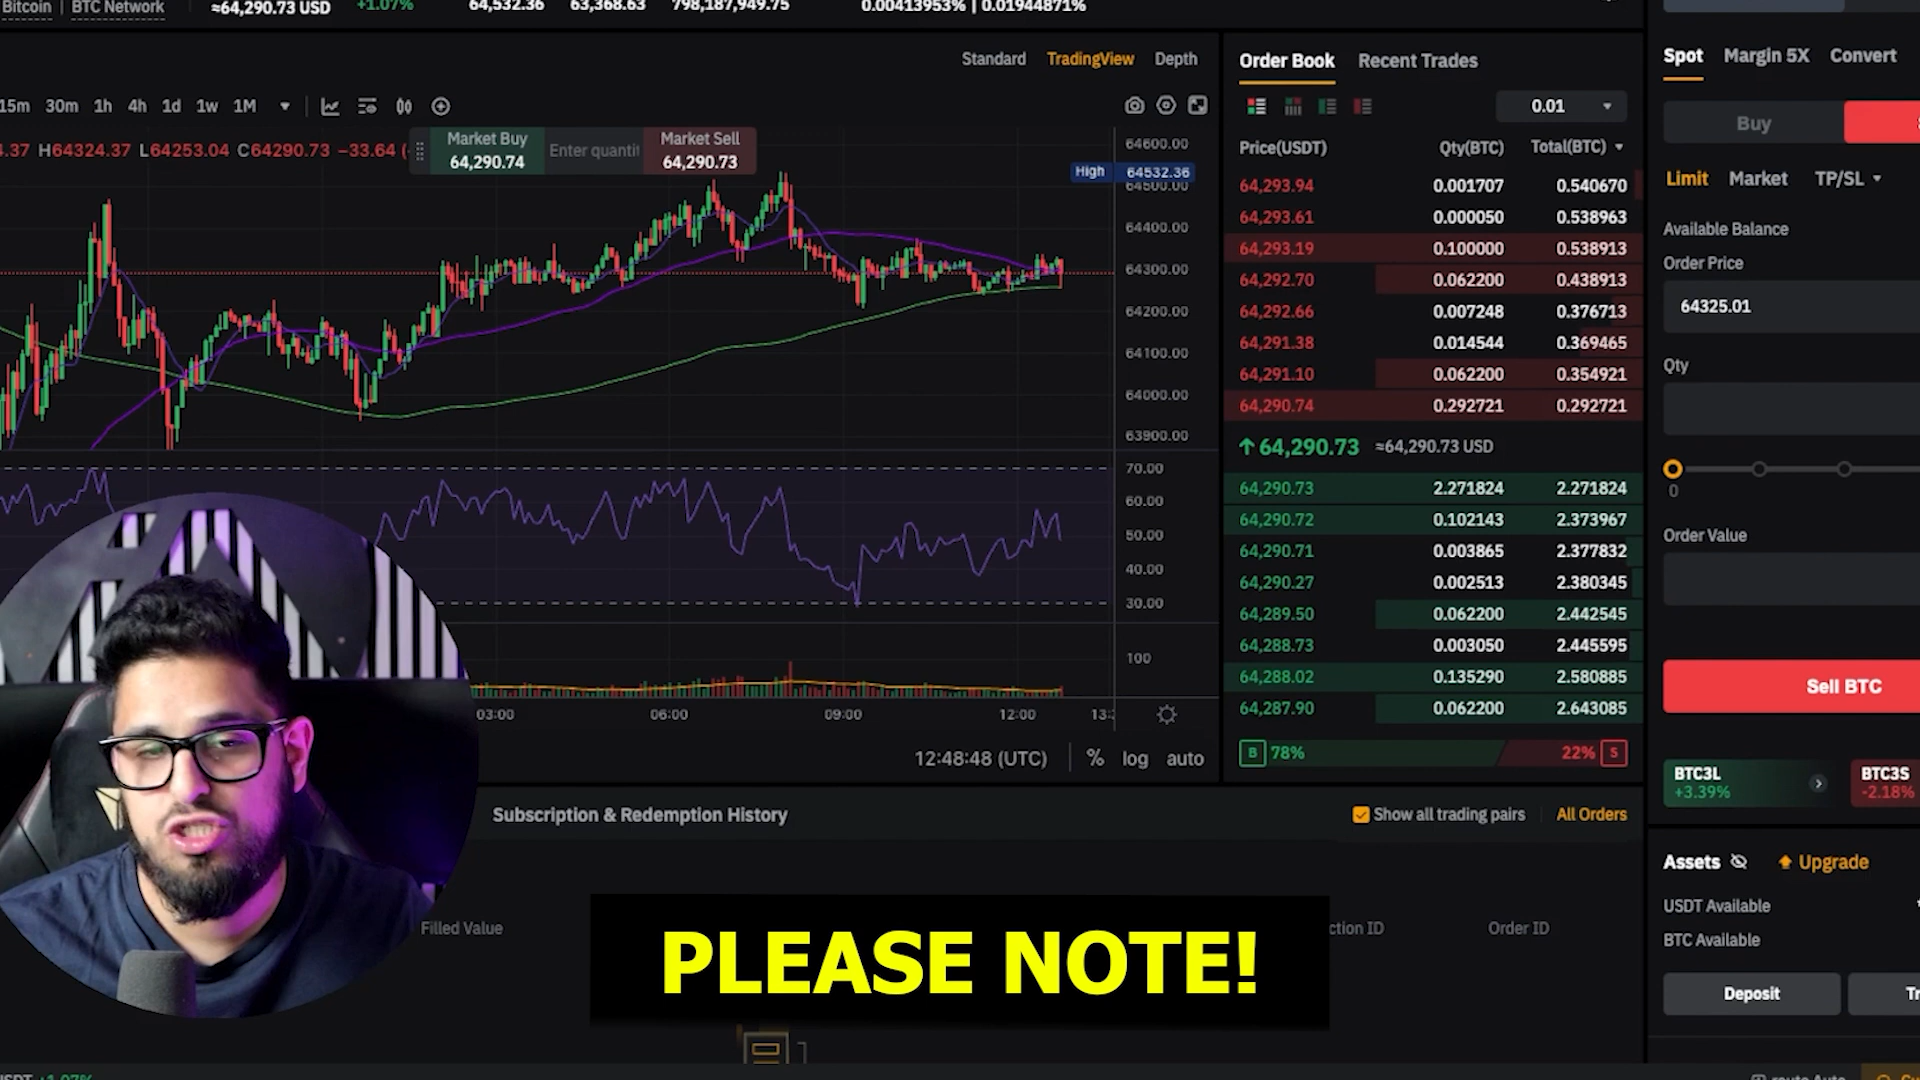 Bitcoin | BTC Network ≈64,290.73 USD +1.07% 64,532.36 63,368.63 798,187,949.75 0.00413953% | 0.01944871%
Standard TradingView Depth
15m 30m 1h 4h 1d 1w 1M
4.37 H64324.37 L64253.04 C64290.73 −33.64 (
Market Buy
64,290.74
Enter quantit
Market Sell
64,290.73
High 64532.36
64600.00
64500.00
64400.00
64300.00
64200.00
64100.00
64000.00
63900.00
70.00
60.00
50.00
40.00
30.00
100
03:00 06:00 09:00 12:00 13:
12:48:48 (UTC) % log auto
Order Book Recent Trades
0.01
Price(USDT) Qty(BTC) Total(BTC)
64,293.94 0.001707 0.540670
64,293.61 0.000050 0.538963
64,293.19 0.100000 0.538913
64,292.70 0.062200 0.438913
64,292.66 0.007248 0.376713
64,291.38 0.014544 0.369465
64,291.10 0.062200 0.354921
64,290.74 0.292721 0.292721
↑64,290.73 ≈64,290.73 USD
64,290.73 2.271824 2.271824
64,290.72 0.102143 2.373967
64,290.71 0.003865 2.377832
64,290.27 0.002513 2.380345
64,289.50 0.062200 2.442545
64,288.73 0.003050 2.445595
64,288.02 0.135290 2.580885
64,287.90 0.062200 2.643085
B 78% 22% S
Spot Margin 5X Convert
Buy
Limit Market TP/SL
Available Balance
Order Price
64325.01
Qty
0
Order Value
Sell BTC
BTC3L
+3.39%
BTC3S
-2.18%
Assets Upgrade
USDT Available
BTC Available
Deposit Tr
Subscription & Redemption History Show all trading pairs All Orders
Filled Value ction ID Order ID
PLEASE NOTE!